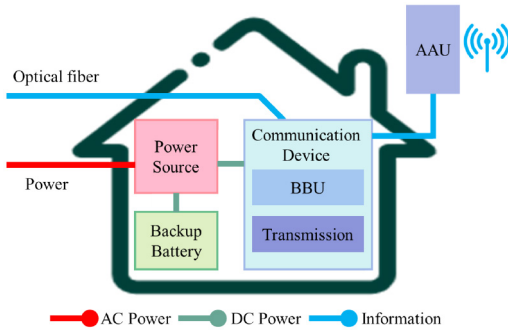 AAU
Optical fiber
Communication
Device
Power
Source
BBU
Power
Backup
Battery
Transmission
AC Power
DC Power
Information